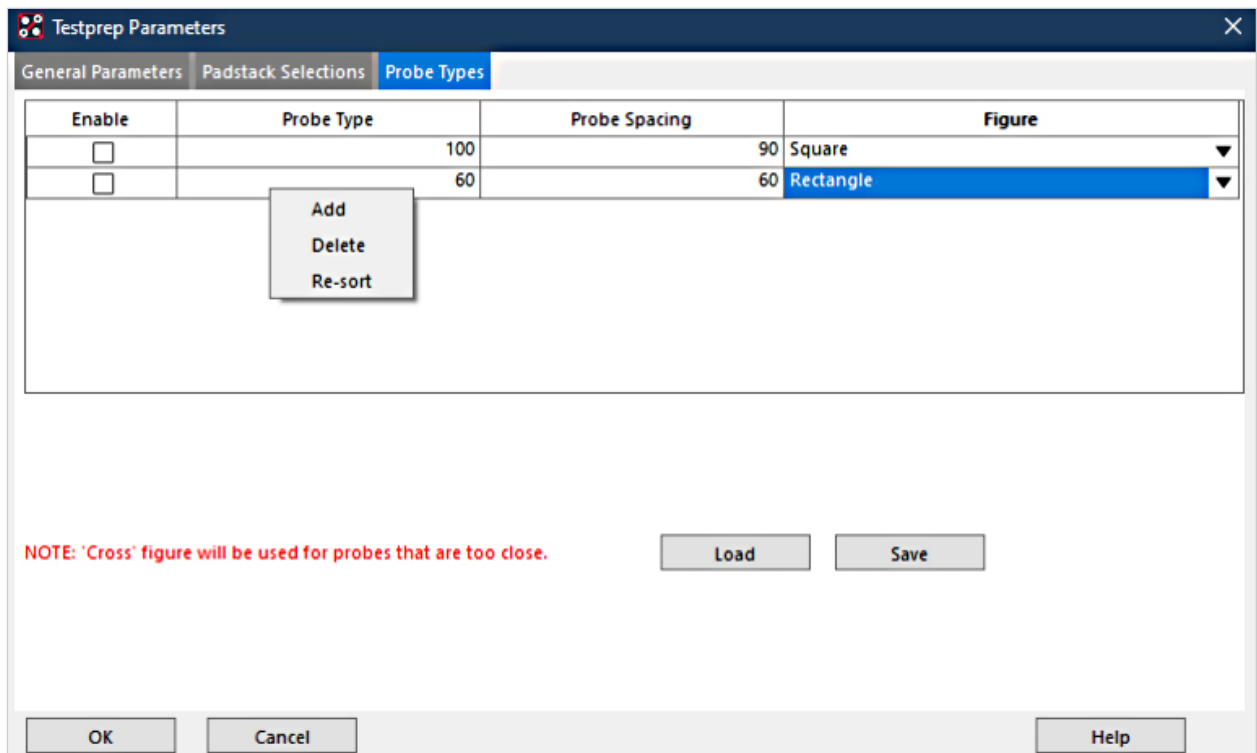 Testprep Parameters
General Parameters Padstack Selections Probe Types
Enable Probe Type Probe Spacing Figure
100 90 Square
60 60 Rectangle
Add
Delete
Re-sort
NOTE: 'Cross' figure will be used for probes that are too close. Load Save
OK Cancel Help